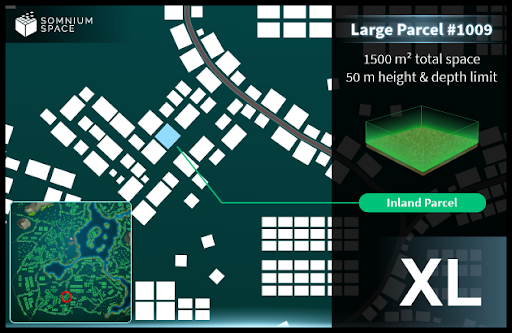 SOMNIUM
SPACE
Large Parcel #1009
1500 m² total space
50 m height & depth limit
Inland Parcel
XL